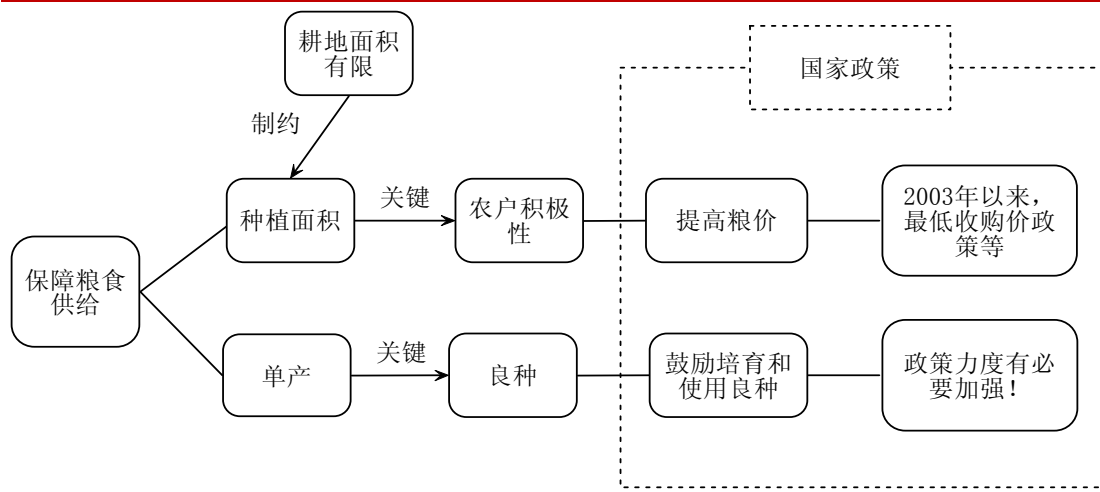 耕地面积
有限
国家政策
制约
种植面积
关键
农户积极
性
提高粮价
2003年以来，
最低收购价政
策等
保障粮食
供给
单产
关键
良种
鼓励培育和
使用良种
政策力度有必
要加强！